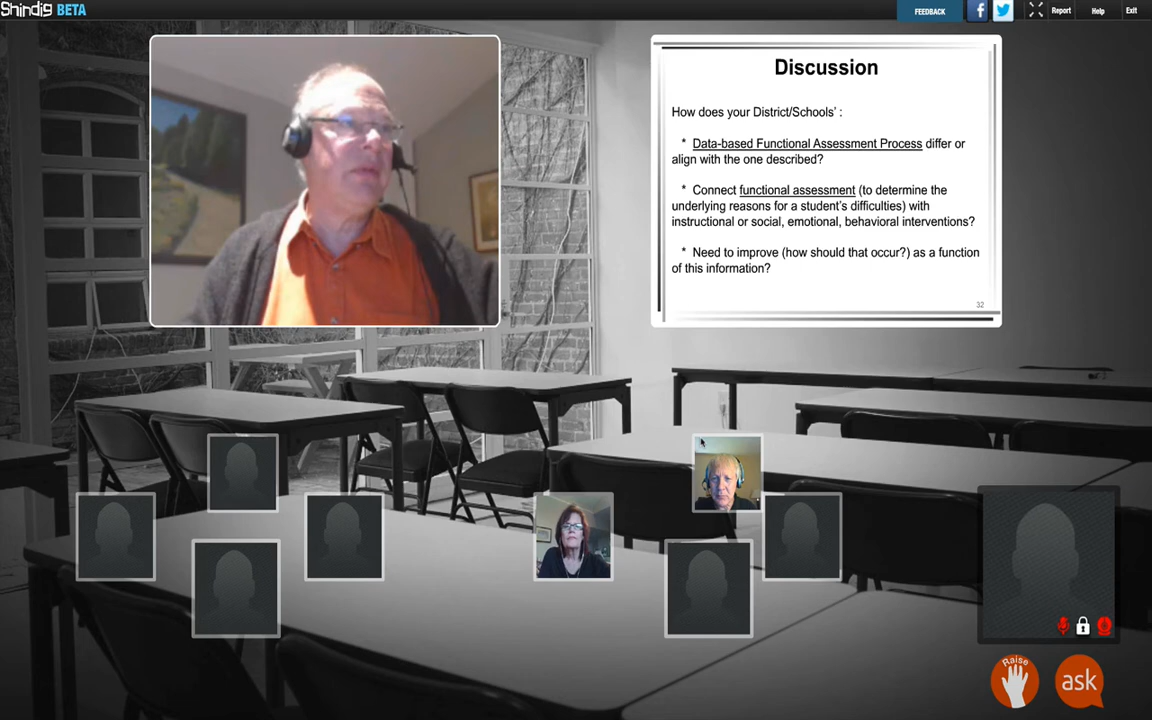 Shindig BETA
FEEDBACK
Report
Help
Exit
Discussion
How does your District/Schools' :
* Data-based Functional Assessment Process differ or
align with the one described?
* Connect functional assessment (to determine the
underlying reasons for a student's difficulties) with
instructional or social, emotional, behavioral interventions?
* Need to improve (how should that occur?) as a function
of this information?
32
Raise
ask